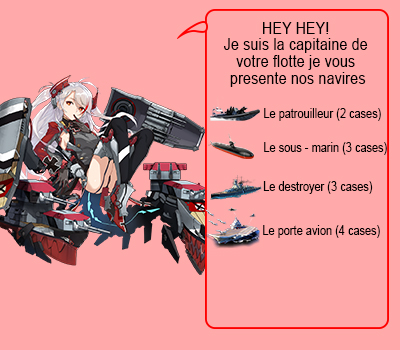 HEY HEY!
Je suis la capitaine de
votre flotte je vous
presente nos navires
Le patrouilleur (2 cases)
Le sous - marin (3 cases)
Le destroyer (3 cases)
Le porte avion (4 cases)